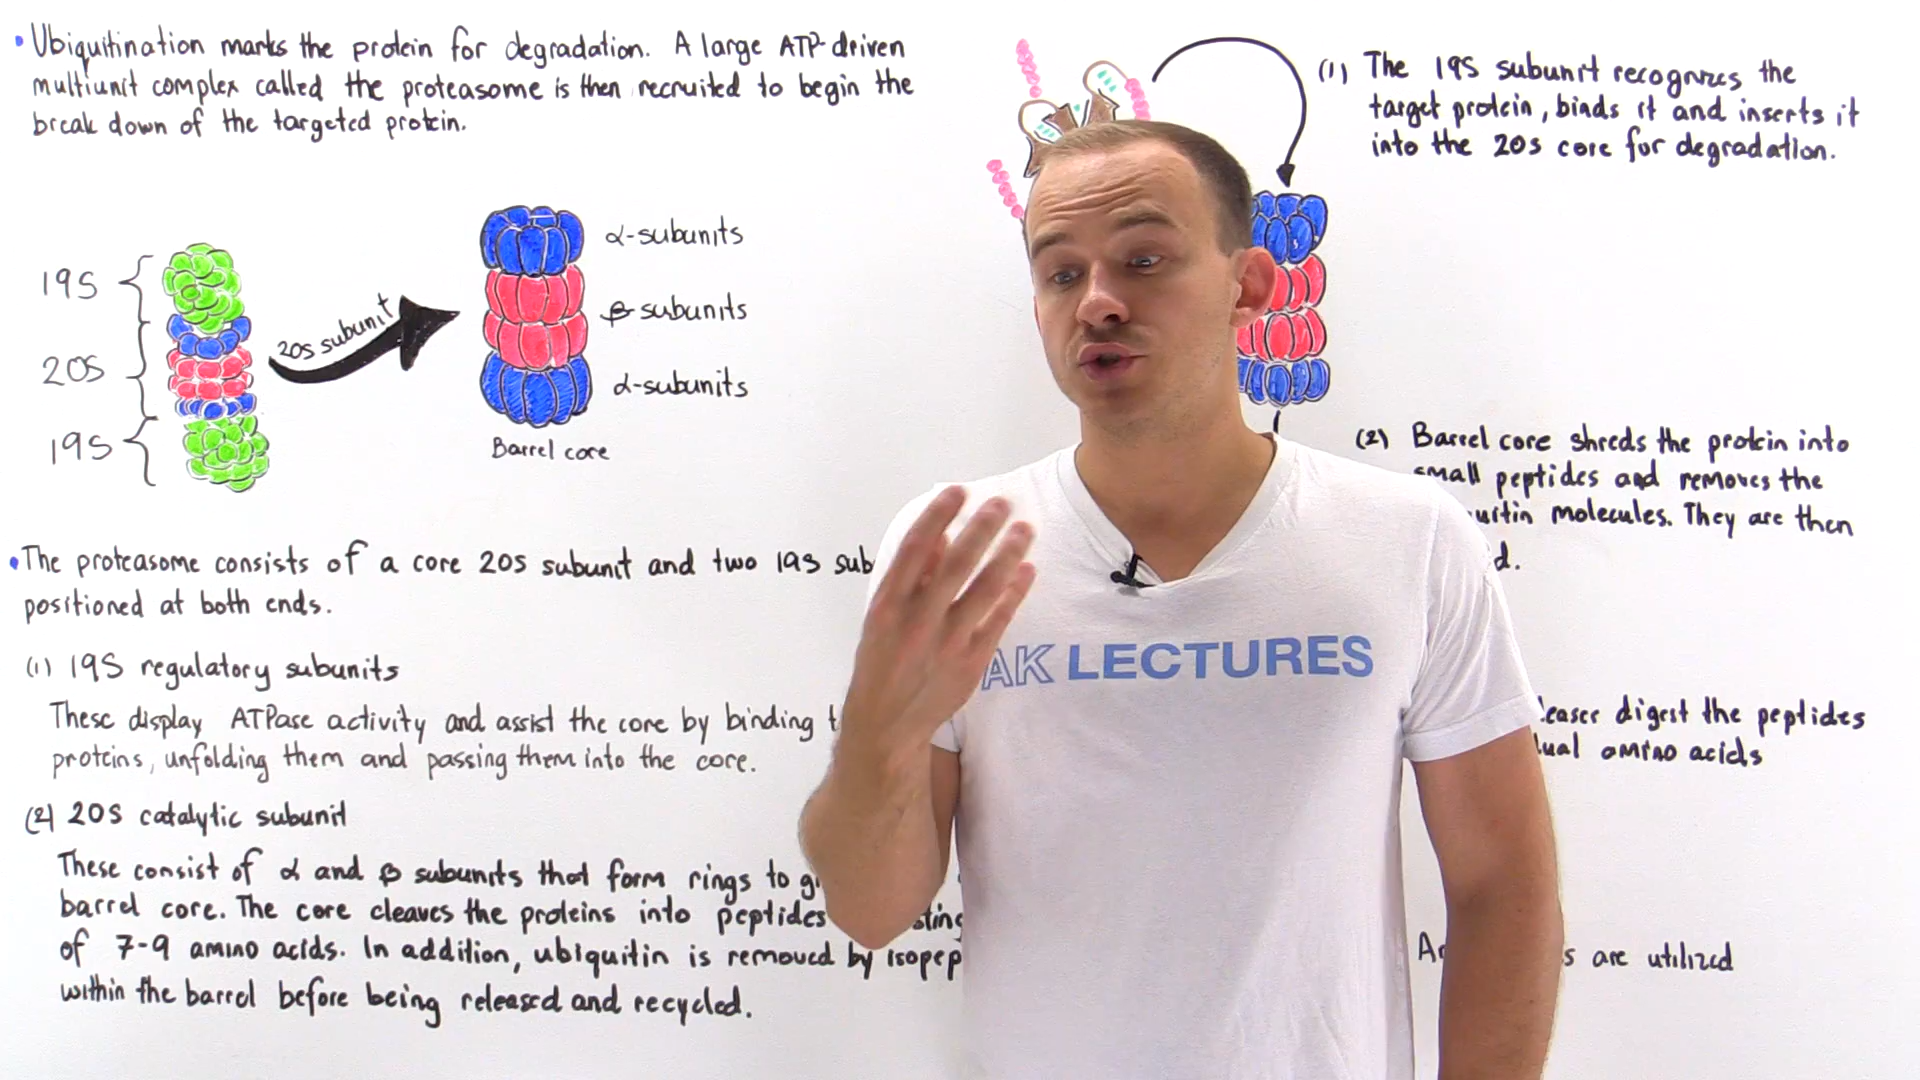 • Ubiquitination marks the protein for degradation. A large ATP-driven
multiunit complex called the proteasome is then recruited to begin the
break down of the targeted protein.
19S
20S
19S
20S subunit
α-subunits
β-subunits
α-subunits
Barrel core
• The proteasome consists of a core 20S subunit and two 19S sub
positioned at both ends.
(1) 19S regulatory subunits
These display ATPase activity and assist the core by binding t
proteins, unfolding them and passing them into the core.
(2) 20S catalytic subunit
These consist of α and β subunits that form rings to gi
barrel core. The core cleaves the proteins into peptides sting
of 7-9 amino acids. In addition, ubiquitin is removed by isopep
within the barrel before being released and recycled.
(1) The 19S subunit recognizes the
target protein, binds it and inserts it
into the 20S core for degradation.
(2) Barrel core shreds the protein into
small peptides and removes the
uitin molecules. They are then
d.
eases digest the peptides
ual amino acids
s are utilized
AK LECTURES